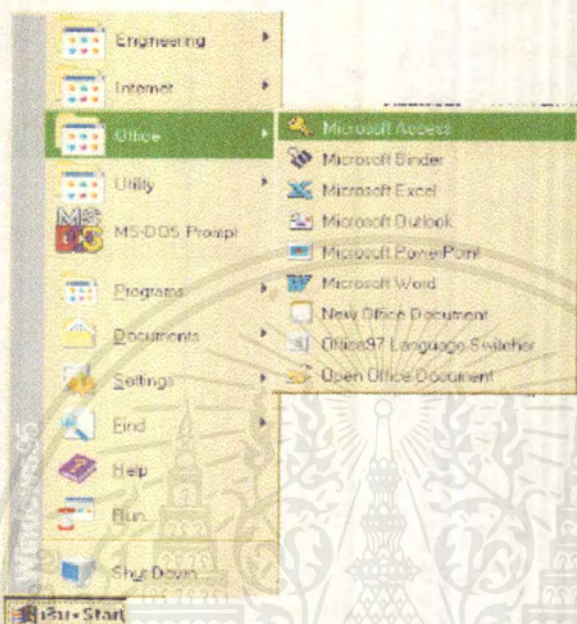 Engineering
Internet
Office
Utility
MS-DOS Prompt
Programs
Documents
Settings
Find
Help
Run...
Shut Down...
Microsoft Access
Microsoft Binder
Microsoft Excel
Microsoft Outlook
Microsoft PowerPoint
Microsoft Word
New Office Document
Office97 Language Switcher
Open Office Document
Windows95
เริ่ม • Start